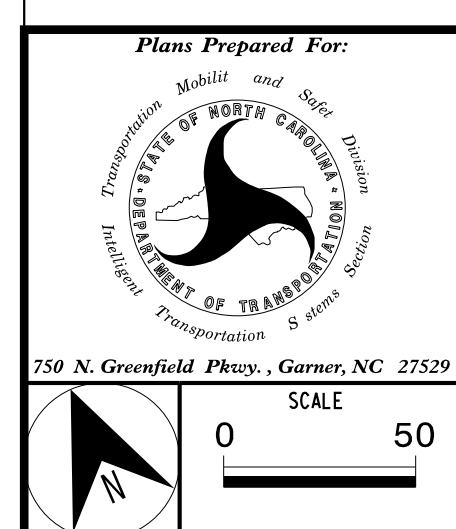 Plans Prepared For:
Transportation Mobilit and Safet Division
STATE OF NORTH CAROLINA
DEPARTMENT OF TRANSPORTATION
Intelligent Transportation S stems Section
750 N. Greenfield Pkwy. , Garner, NC 27529
SCALE
0 50
N